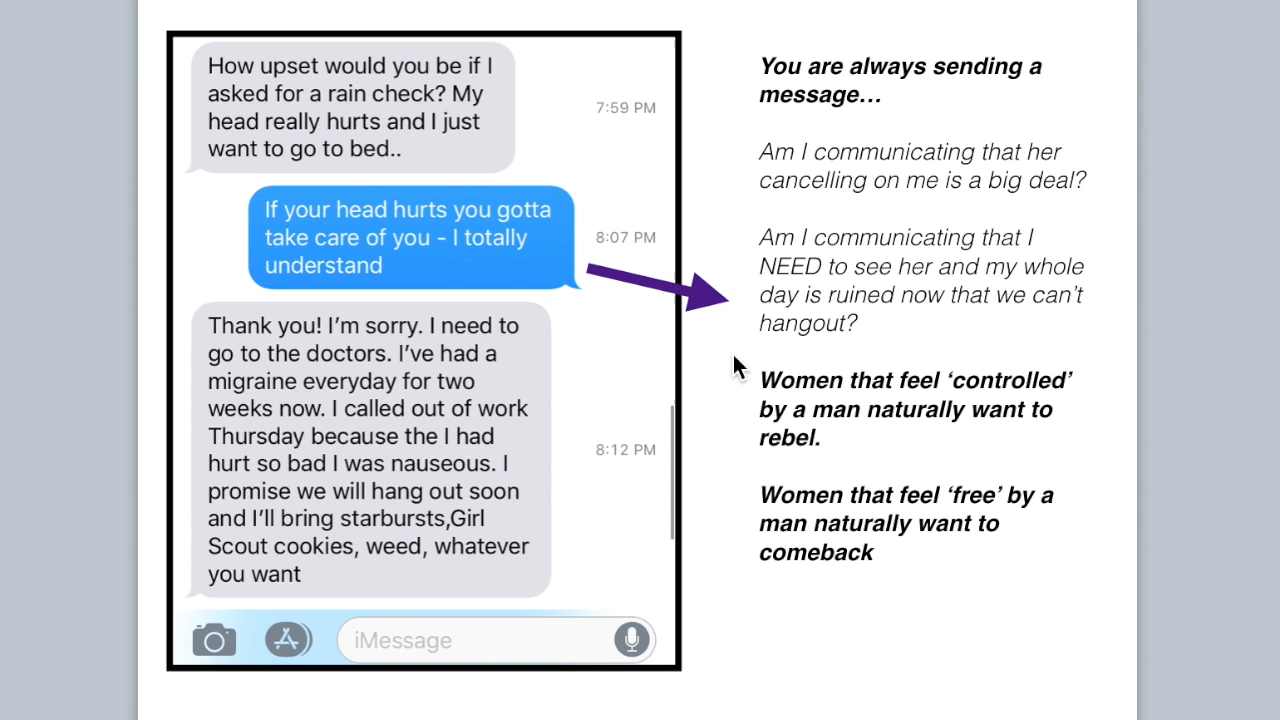 How upset would you be if I
asked for a rain check? My
head really hurts and I just
want to go to bed..
7:59 PM
If your head hurts you gotta
take care of you - I totally
understand
8:07 PM
Thank you! I'm sorry. I need to
go to the doctors. I've had a
migraine everyday for two
weeks now. I called out of work
Thursday because the I had
hurt so bad I was nauseous. I
promise we will hang out soon
and I'll bring starbursts,Girl
Scout cookies, weed, whatever
you want
8:12 PM
iMessage
You are always sending a
message…
Am I communicating that her
cancelling on me is a big deal?
Am I communicating that I
NEED to see her and my whole
day is ruined now that we can't
hangout?
Women that feel 'controlled'
by a man naturally want to
rebel.
Women that feel 'free' by a
man naturally want to
comeback